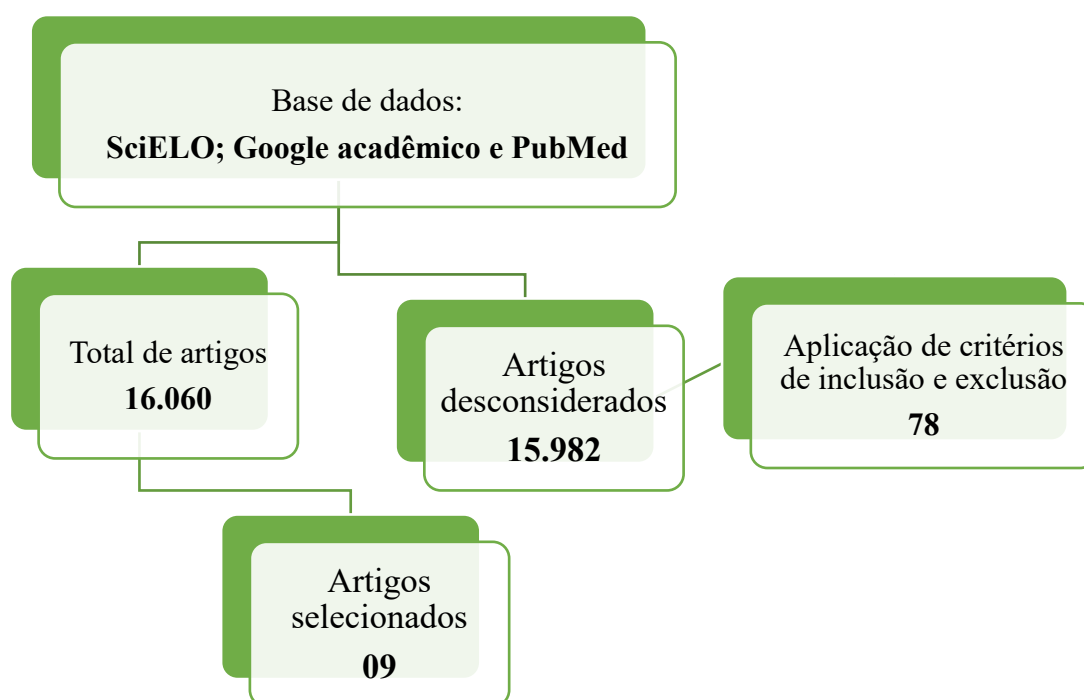 Base de dados:
SciELO; Google acadêmico e PubMed
Total de artigos
16.060
Artigos
desconsiderados
15.982
Aplicação de critérios
de inclusão e exclusão
78
Artigos
selecionados
09